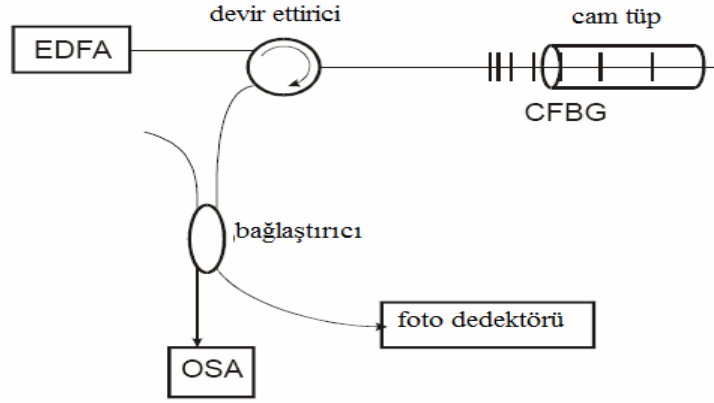 devir ettirici
cam tüp
EDFA
CFBG
bağlaştırıcı
foto dedektörü
OSA